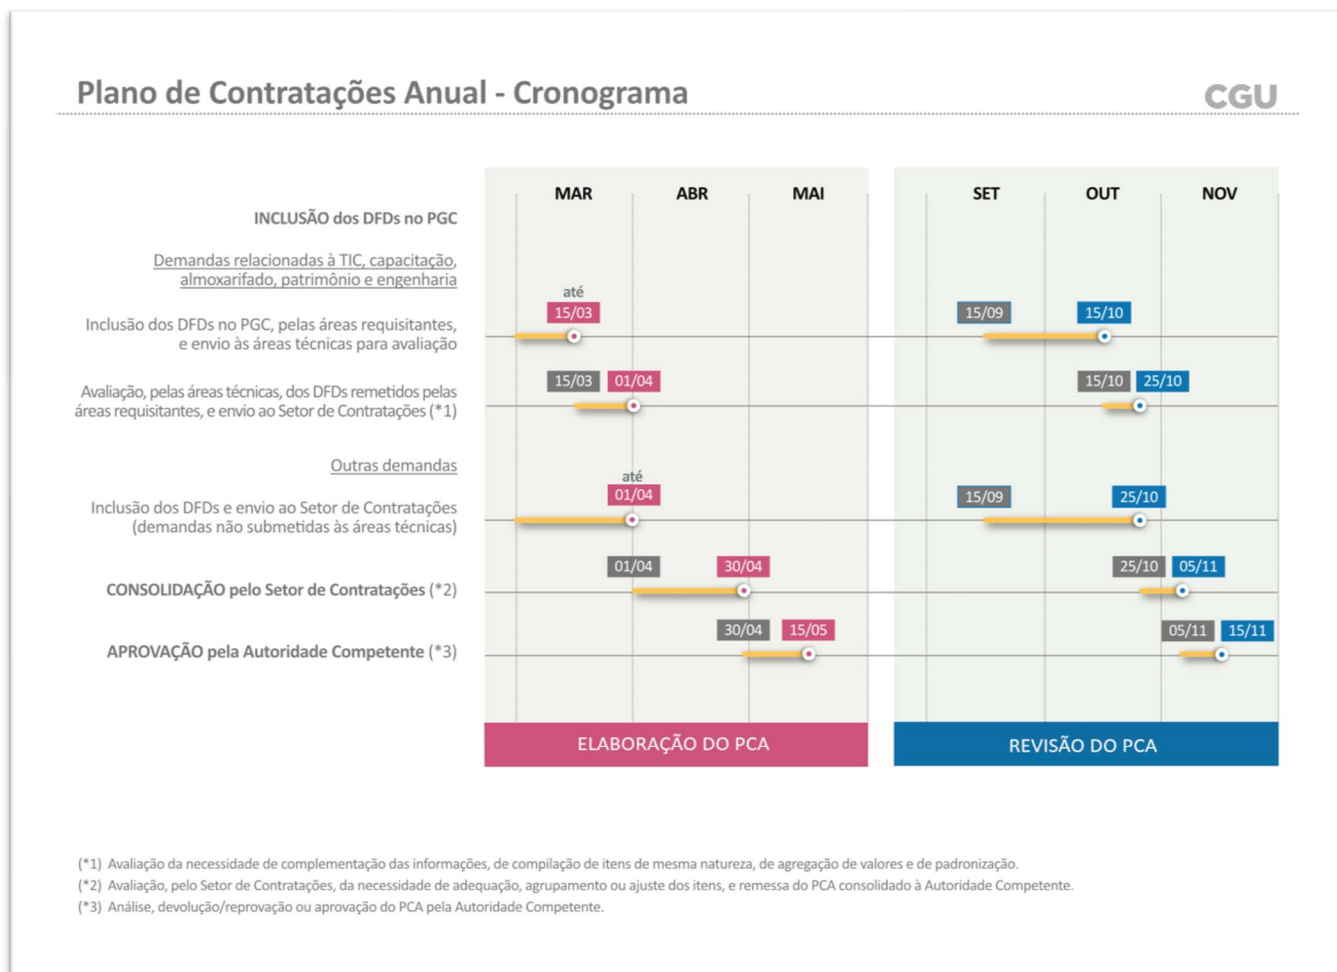 Plano de Contratações Anual - Cronograma
CGU
MAR ABR MAI
SET OUT NOV
INCLUSÃO dos DFDs no PGC
Demandas relacionadas à TIC, capacitação,
almoxarifado, patrimônio e engenharia
até
15/03
15/09
15/10
Inclusão dos DFDs no PGC, pelas áreas requisitantes,
e envio às áreas técnicas para avaliação
15/03
01/04
15/10
25/10
Avaliação, pelas áreas técnicas, dos DFDs remetidos pelas
áreas requisitantes, e envio ao Setor de Contratações (*1)
Outras demandas
até
01/04
15/09
25/10
Inclusão dos DFDs e envio ao Setor de Contratações
(demandas não submetidas às áreas técnicas)
01/04
30/04
25/10
05/11
CONSOLIDAÇÃO pelo Setor de Contratações (*2)
30/04
15/05
05/11
15/11
APROVAÇÃO pela Autoridade Competente (*3)
ELABORAÇÃO DO PCA
REVISÃO DO PCA
(*1) Avaliação da necessidade de complementação das informações, de compilação de itens de mesma natureza, de agregação de valores e de padronização.
(*2) Avaliação, pelo Setor de Contratações, da necessidade de adequação, agrupamento ou ajuste dos itens, e remessa do PCA consolidado à Autoridade Competente.
(*3) Análise, devolução/reprovação ou aprovação do PCA pela Autoridade Competente.